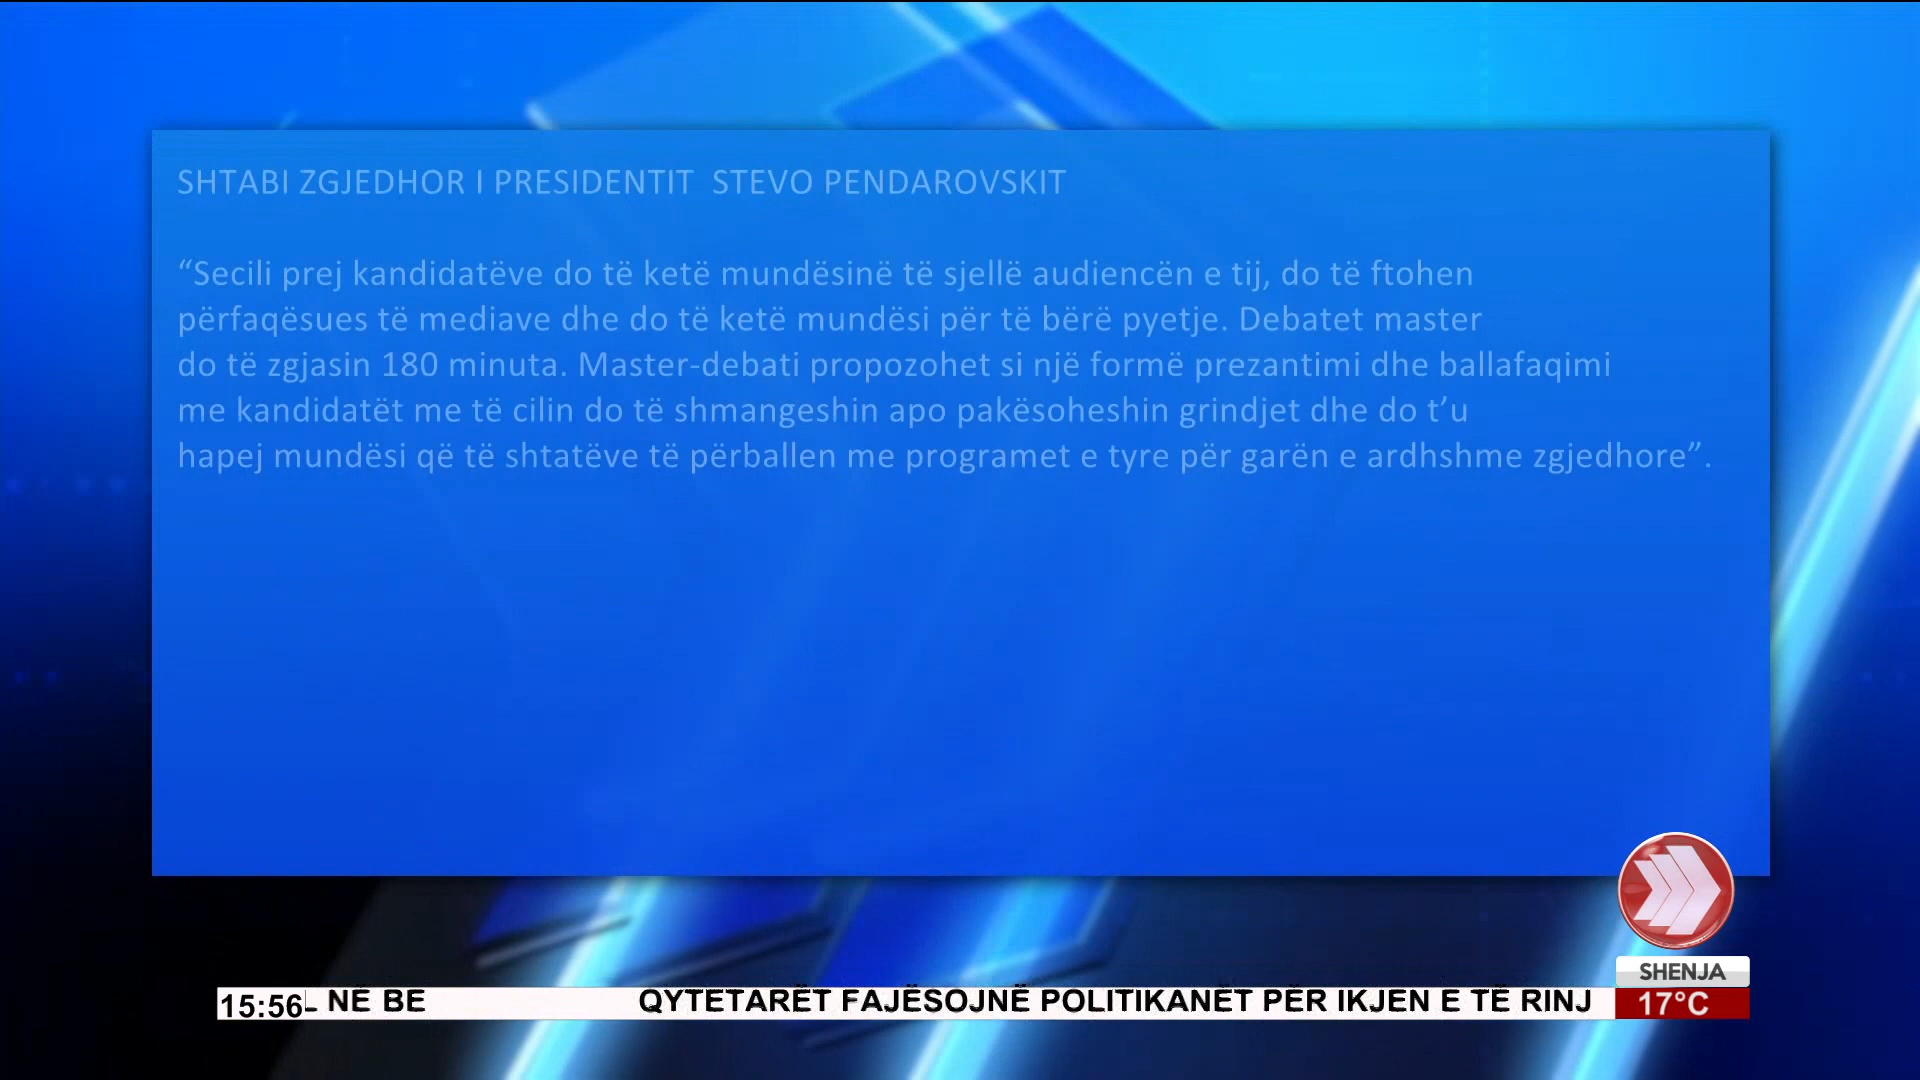 SHTABI ZGJEDHOR I PRESIDENTIT STEVO PENDAROVSKIT
“Secili prej kandidatëve do të ketë mundësinë të sjellë audiencën e tij, do të ftohen
përfaqësues të mediave dhe do të ketë mundësi për të bërë pyetje. Debatet master
do të zgjasin 180 minuta. Master-debati propozohet si një formë prezantimi dhe ballafaqimi
me kandidatët me të cilin do të shmangeshin apo pakësoheshin grindjet dhe do t’u
hapej mundësi që të shtatëve të përballen me programet e tyre për garën e ardhshme zgjedhore”.
SHENJA
15:56 NË BE QYTETARËT FAJËSOJNË POLITIKANËT PËR IKJEN E TË RINJ
17°C